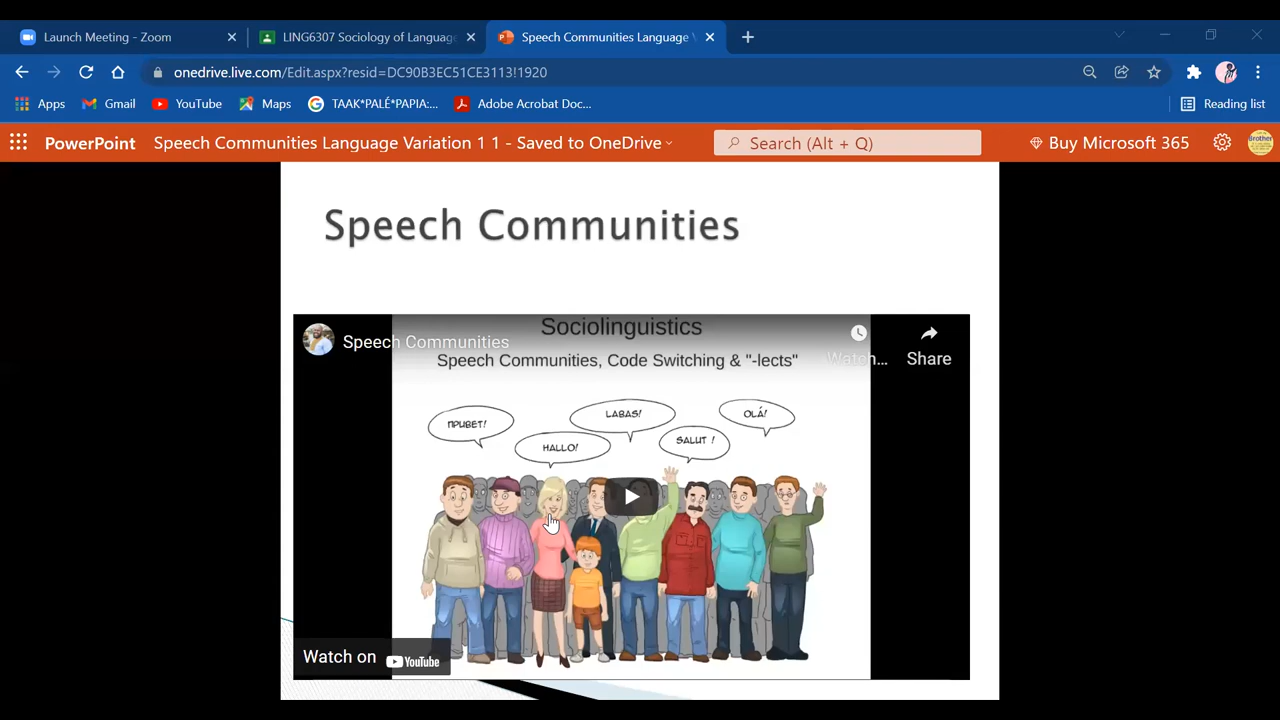 Launch Meeting - Zoom
LING6307 Sociology of Language
Speech Communities Language
onedrive.live.com/Edit.aspx?resid=DC90B3EC51CE3113!1920
Apps Gmail YouTube Maps TAAK*PALÉ*PAPIA:... Adobe Acrobat Doc... Reading list
PowerPoint Speech Communities Language Variation 1 1 - Saved to OneDrive Search (Alt + Q) Buy Microsoft 365
Brother
Speech Communities
Sociolinguistics
Speech Communities
Speech Communities, Code Switching & "-lects"
Watch... Share
ПРИВЕТ!
HALLO!
LABAS!
SALUT !
OLÁ!
Watch on YouTube